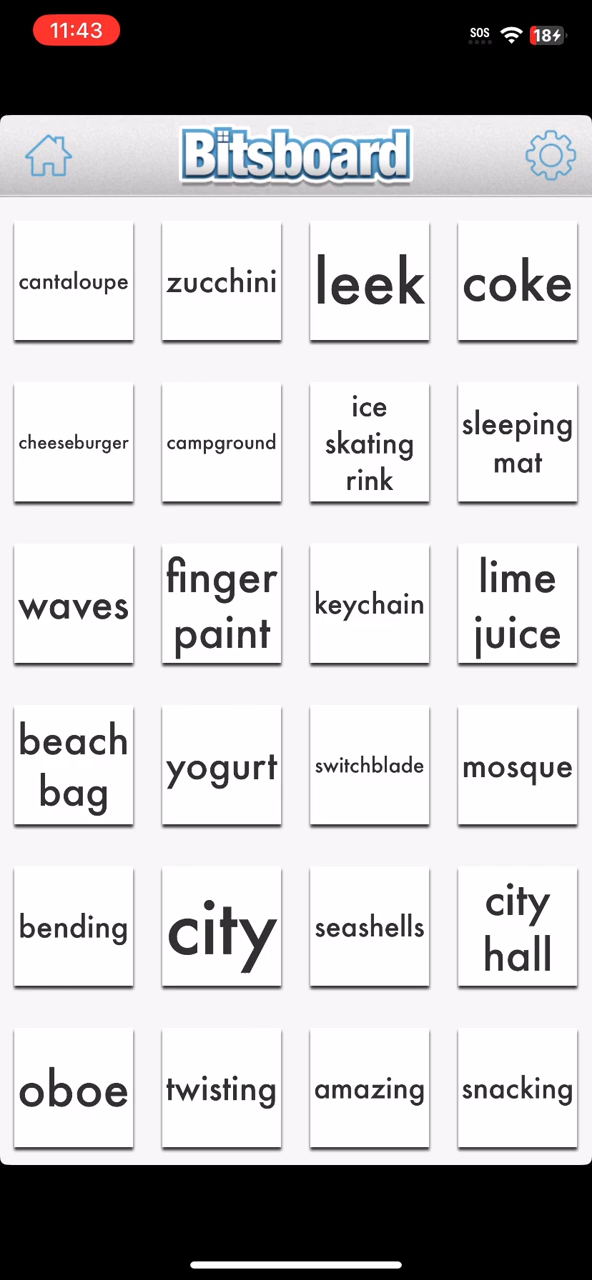 11:43
SOS
18
Bitsboard
cantaloupe
zucchini
leek
coke
cheeseburger
campground
ice
skating
rink
sleeping
mat
waves
finger
paint
keychain
lime
juice
beach
bag
yogurt
switchblade
mosque
bending
city
seashells
city
hall
oboe
twisting
amazing
snacking